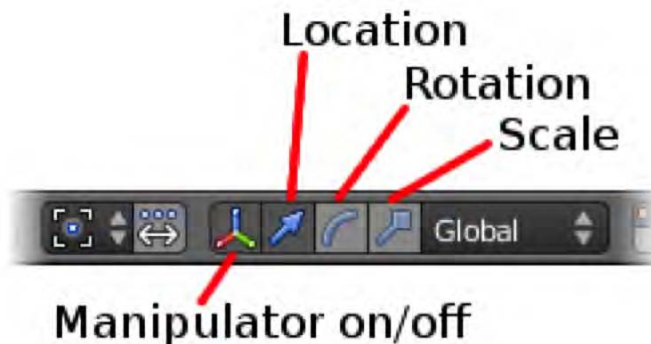 Location
Rotation
Scale
Global
Manipulator on/off